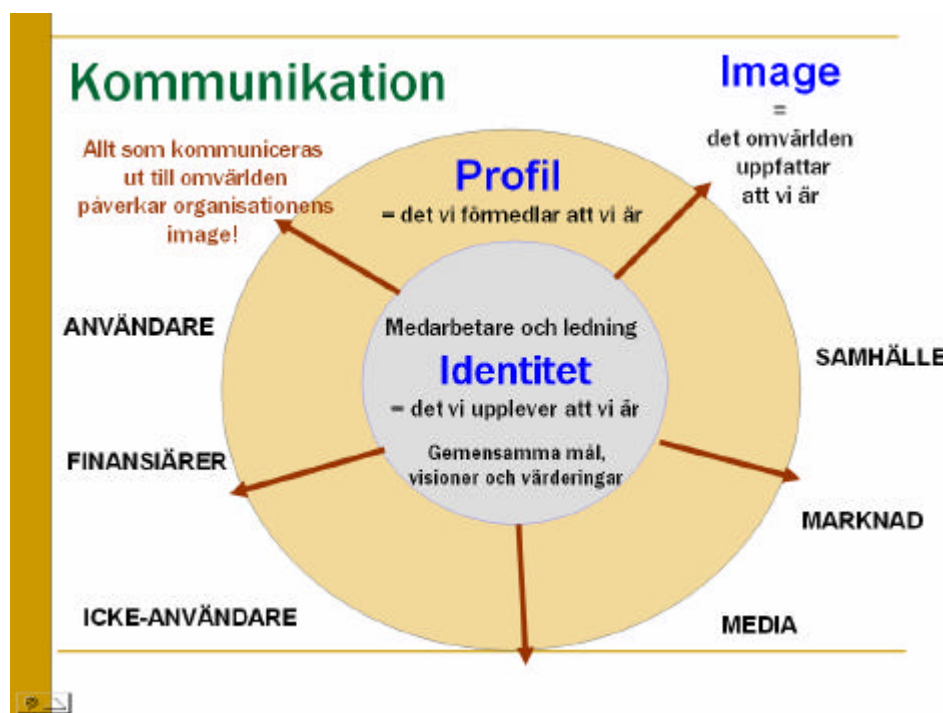 Kommunikation
Image
=
det omvärlden
uppfattar
att vi är
Allt som kommuniceras
ut till omvärlden
påverkar organisationens
image!
Profil
= det vi förmedlar att vi är
Medarbetare och ledning
Identitet
= det vi upplever att vi är
Gemensamma mål,
visioner och värderingar
ANVÄNDARE
SAMHÄLLE
FINANSIÄRER
MARKNAD
ICKE-ANVÄNDARE
MEDIA